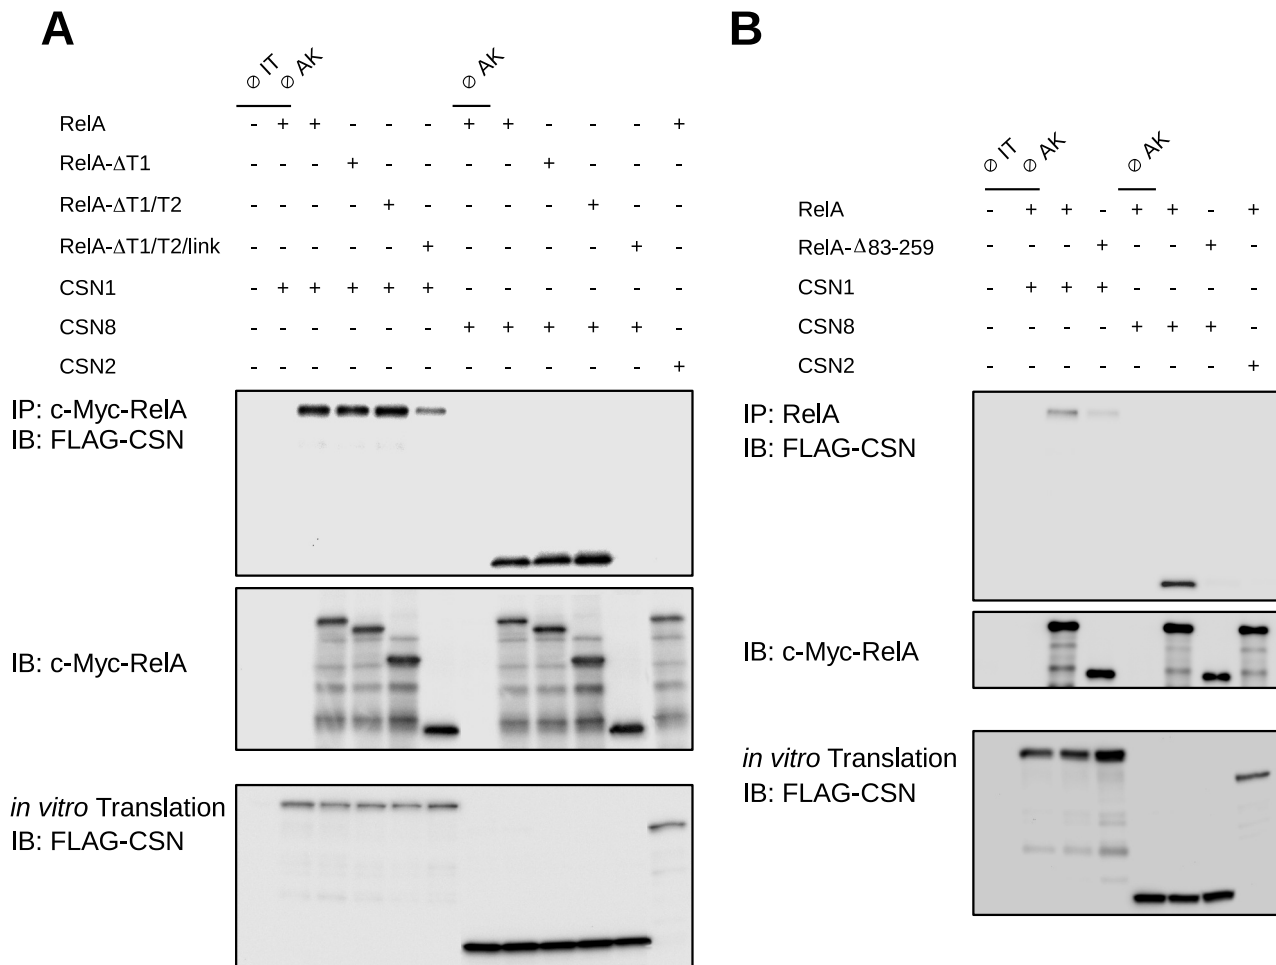 A
⦶ IT
⦶ AK
⦶ AK
RelA - + + - - - + + - - - +
RelA-ΔT1 - - - + - - - - + - - -
RelA-ΔT1/T2 - - - - + - - - - + - -
RelA-ΔT1/T2/link - - - - - + - - - - + -
CSN1 - + + + + + - - - - - -
CSN8 - - - - - - + + + + + -
CSN2 - - - - - - - - - - - +
IP: c-Myc-RelA
IB: FLAG-CSN
IB: c-Myc-RelA
in vitro Translation
IB: FLAG-CSN
B
⦶ IT
⦶ AK
⦶ AK
RelA - + + - + + - +
RelA-Δ83-259 - - - + - - + -
CSN1 - + + + - - - -
CSN8 - - - - + + + -
CSN2 - - - - - - - +
IP: RelA
IB: FLAG-CSN
IB: c-Myc-RelA
in vitro Translation
IB: FLAG-CSN